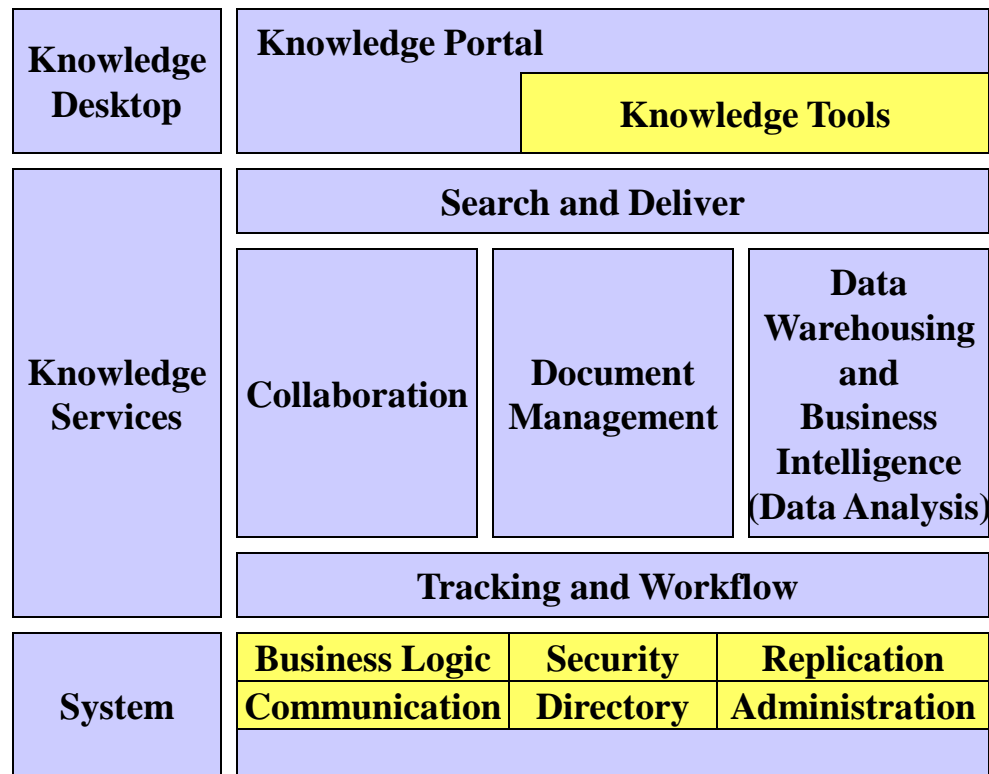 Knowledge
Desktop
Knowledge Portal
Knowledge Tools
Knowledge
Services
Search and Deliver
Collaboration
Document
Management
Data
Warehousing
and
Business
Intelligence
(Data Analysis)
Tracking and Workflow
System
Business Logic
Security
Replication
Communication
Directory
Administration